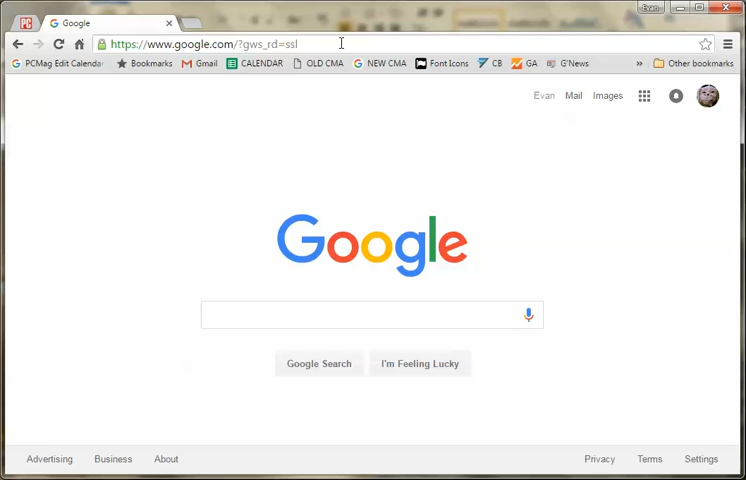 Evan
PC Google
https://www.google.com/?gws_rd=ssl
PCMag Edit Calendar Bookmarks Gmail CALENDAR OLD CMA NEW CMA Font Icons CB GA G'News » Other bookmarks
Evan Mail Images
Google
Google Search I'm Feeling Lucky
Advertising Business About Privacy Terms Settings